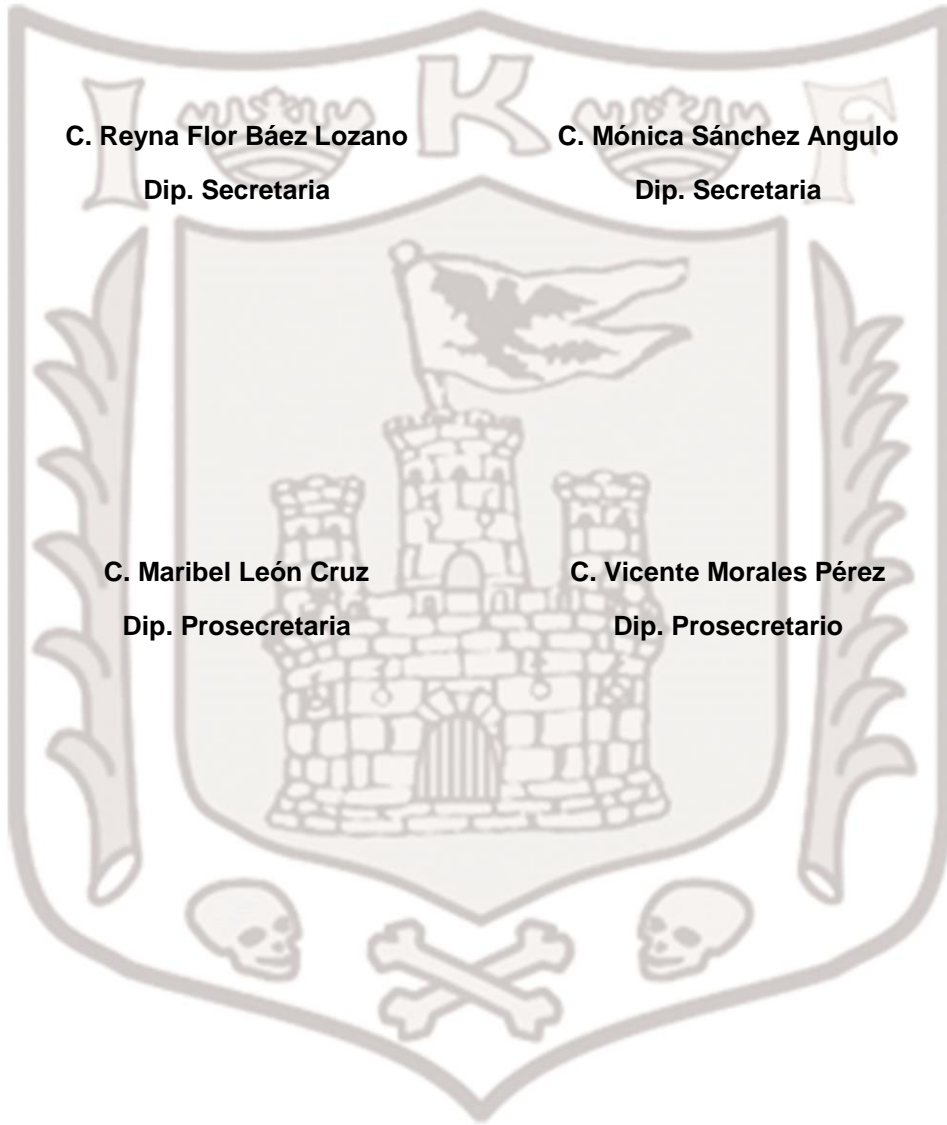 I K F
C. Reyna Flor Báez Lozano
C. Mónica Sánchez Angulo
Dip. Secretaria
Dip. Secretaria
C. Maribel León Cruz
C. Vicente Morales Pérez
Dip. Prosecretaria
Dip. Prosecretario